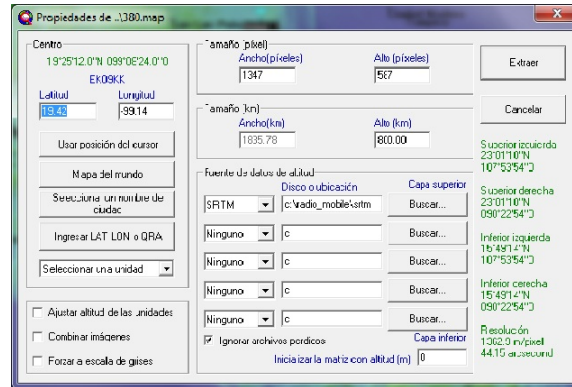 Propiedades de ..\380.map
Centro
19°25'12.0"N 099°08'24.0"O
EK09KK
Latitud
Longitud
19.42
-99.14
Usar posición del cursor
Mapa del mundo
Seleccionar un nombre de ciudad
Ingresar LAT LON o QRA
Seleccionar una unidad
Ajustar altitud de las unidades
Combinar imágenes
Forzar a escala de grises
Tamaño (píxel)
Ancho(píxeles)
Alto (píxeles)
1347
587
Tamaño (km)
Ancho(km)
Alto (km)
1835.78
800.00
Fuente de datos de altitud
Disco o ubicación
Capa superior
SRTM
c:\radio_mobile\srtm
Buscar...
Ninguno
c
Buscar...
Ninguno
c
Buscar...
Ninguno
c
Buscar...
Ninguno
c
Buscar...
Ignorar archivos perdidos
Capa inferior
Inicializar la matriz con altitud (m)
0
Extraer
Cancelar
Superior izquierda
23°01'10"N
107°53'54"O
Superior derecha
23°01'10"N
090°22'54"O
Inferior izquierda
15°49'14"N
107°53'54"O
Inferior derecha
15°49'14"N
090°22'54"O
Resolución
1362.9 m/pixel
44.15 arcsecond